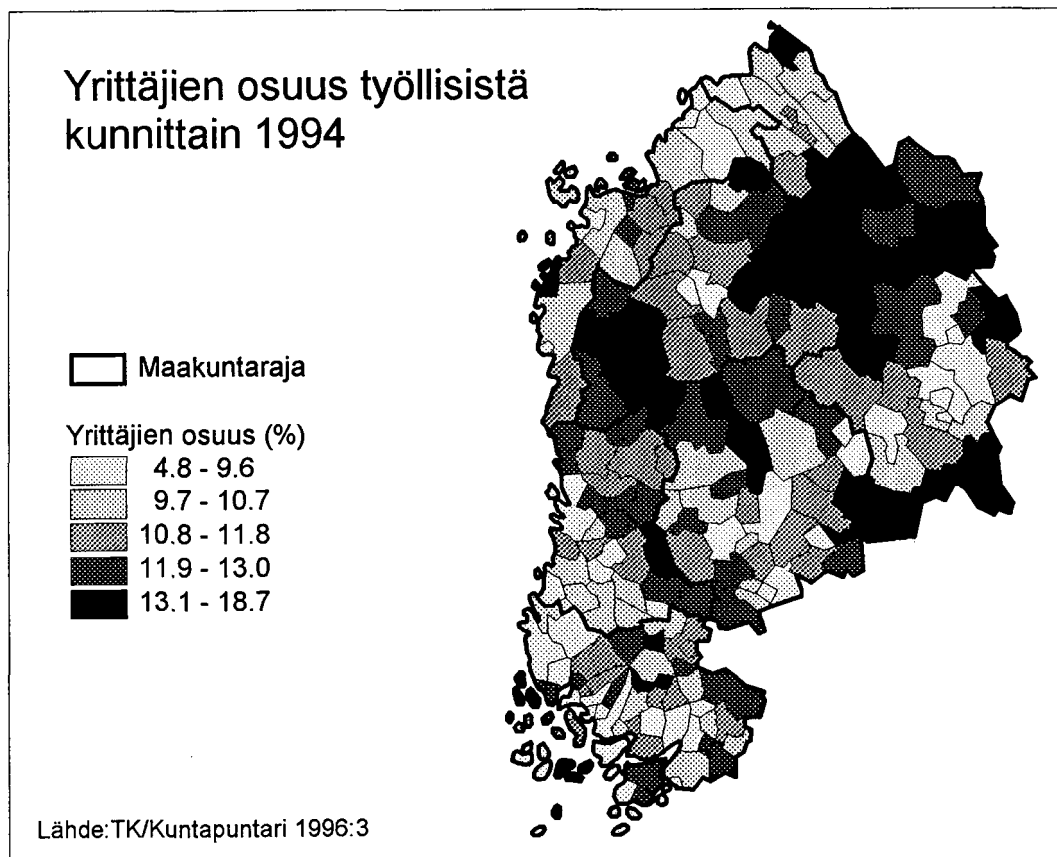 Yrittäjien osuus työllisistä
kunnittain 1994
Maakuntaraja
Yrittäjien osuus (%)
4.8 - 9.6
9.7 - 10.7
10.8 - 11.8
11.9 - 13.0
13.1 - 18.7
Lähde:TK/Kuntapuntari 1996:3